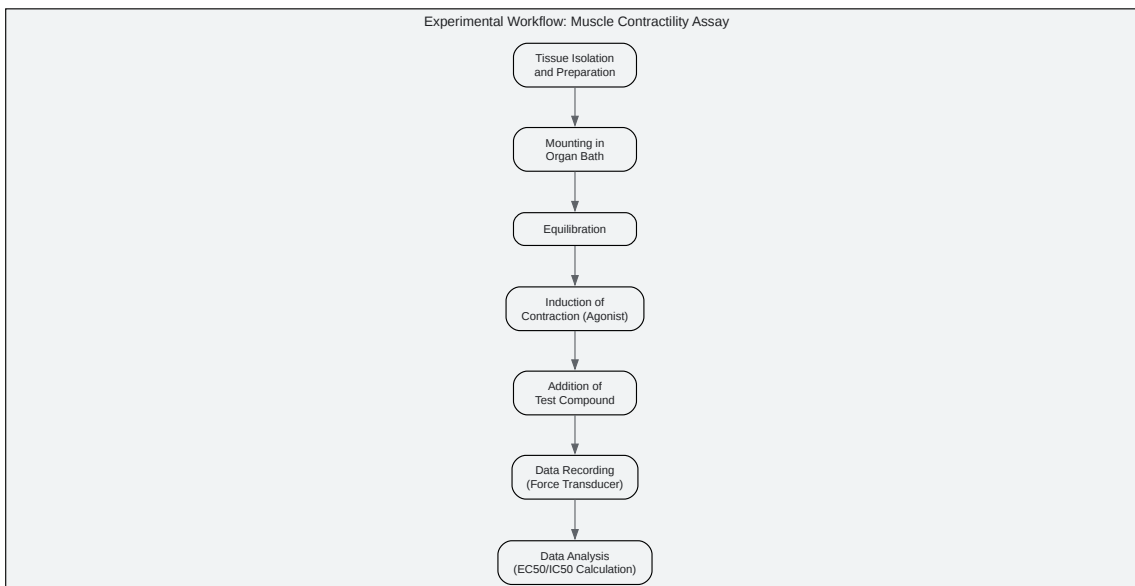 Experimental Workflow: Muscle Contractility Assay
Tissue Isolation
and Preparation
Mounting in
Organ Bath
Equilibration
Induction of
Contraction (Agonist)
Addition of
Test Compound
Data Recording
(Force Transducer)
Data Analysis
(EC50/IC50 Calculation)